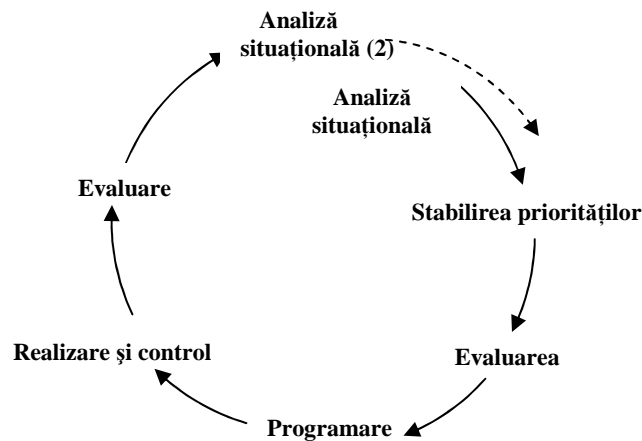 Analiză
situațională (2)
Analiză
situațională
Stabilirea priorităților
Evaluarea
Programare
Realizare şi control
Evaluare